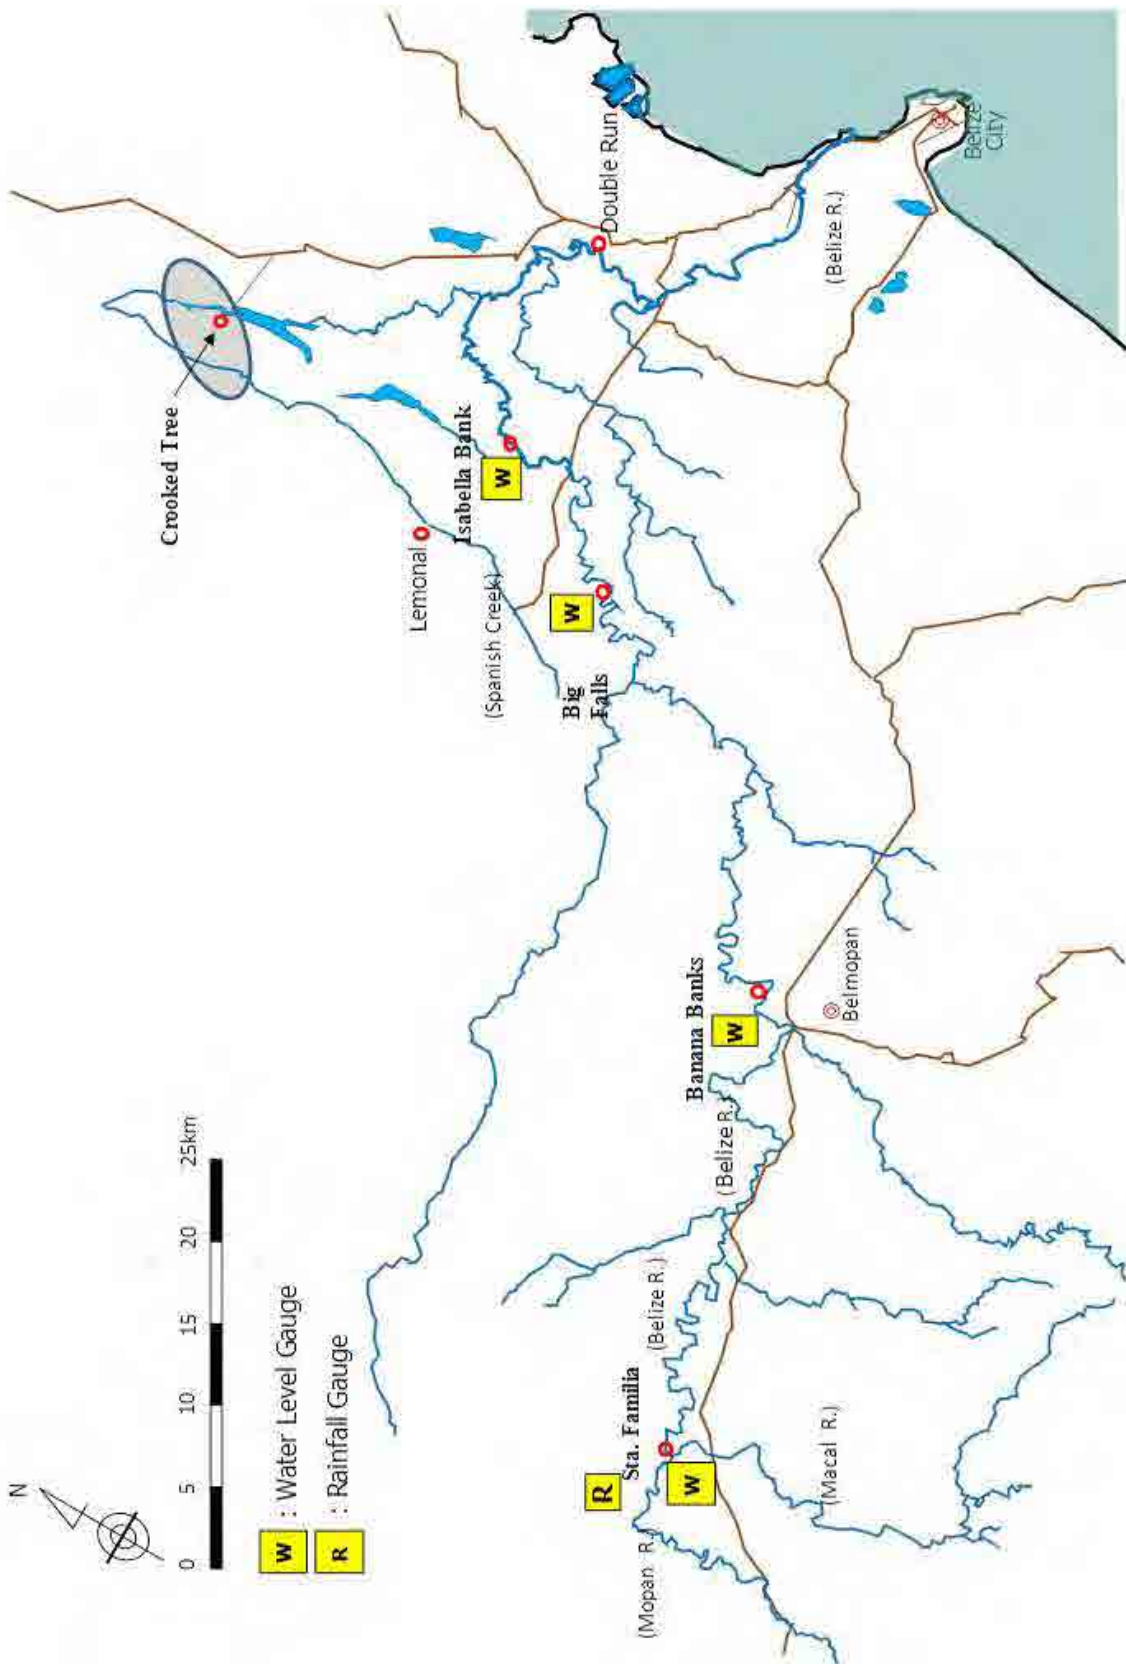 N
0 5 10 15 20 25km
W : Water Level Gauge
R : Rainfall Gauge
Crooked Tree
Lemonal
Isabella Bank
W
(Spanish Creek)
Big
Falls
W
Double Run
(Belize R.)
Belize
City
Banana Banks
W
Belmopan
(Belize R.)
(Belize R.)
Sta. Familia
R
W
(Mopan R.)
(Macal R.)